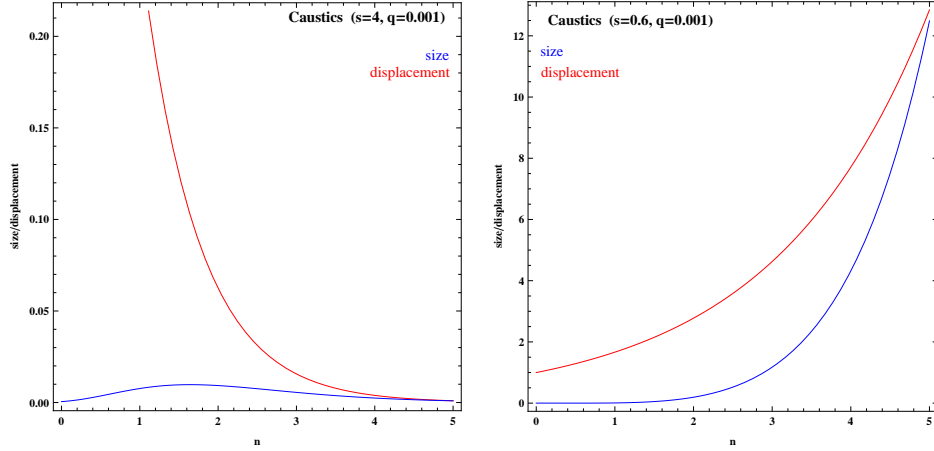 Caustics (s=4, q=0.001)
size
displacement
0.20
0.15
0.10
0.05
0.00
size/displacement
0 1 2 3 4 5
n
Caustics (s=0.6, q=0.001)
size
displacement
12
10
8
6
4
2
0
size/displacement
0 1 2 3 4 5
n